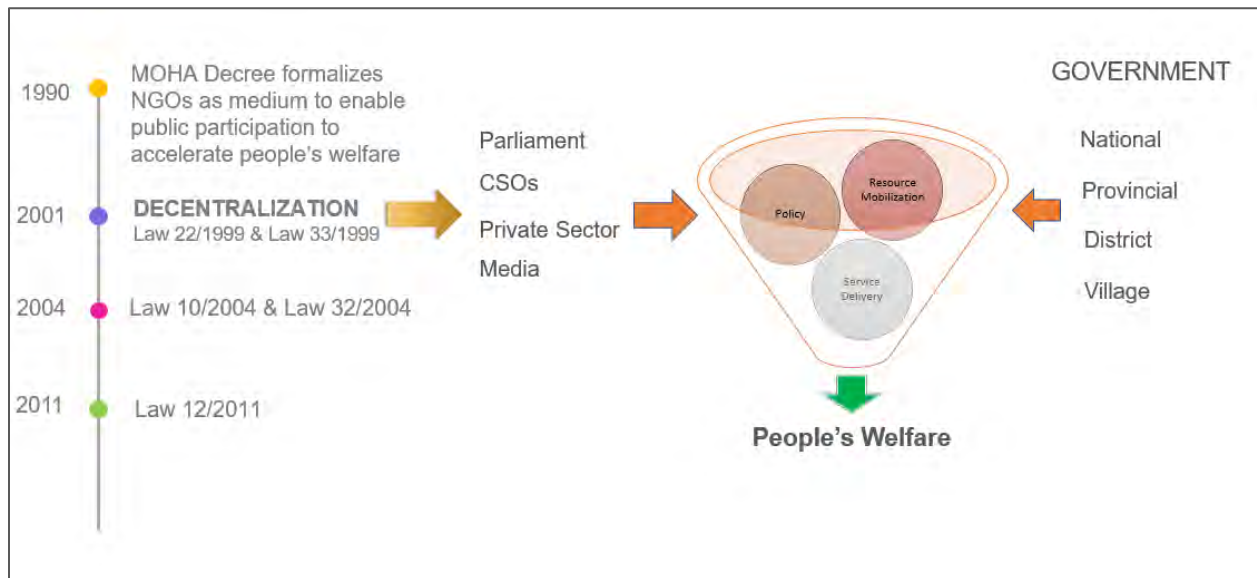 1990
MOHA Decree formalizes
NGOs as medium to enable
public participation to
accelerate people's welfare
2001
DECENTRALIZATION
Law 22/1999 & Law 33/1999
2004
Law 10/2004 & Law 32/2004
2011
Law 12/2011
Parliament
CSOs
Private Sector
Media
Policy
Resource
Mobilization
Service
Delivery
People's Welfare
GOVERNMENT
National
Provincial
District
Village